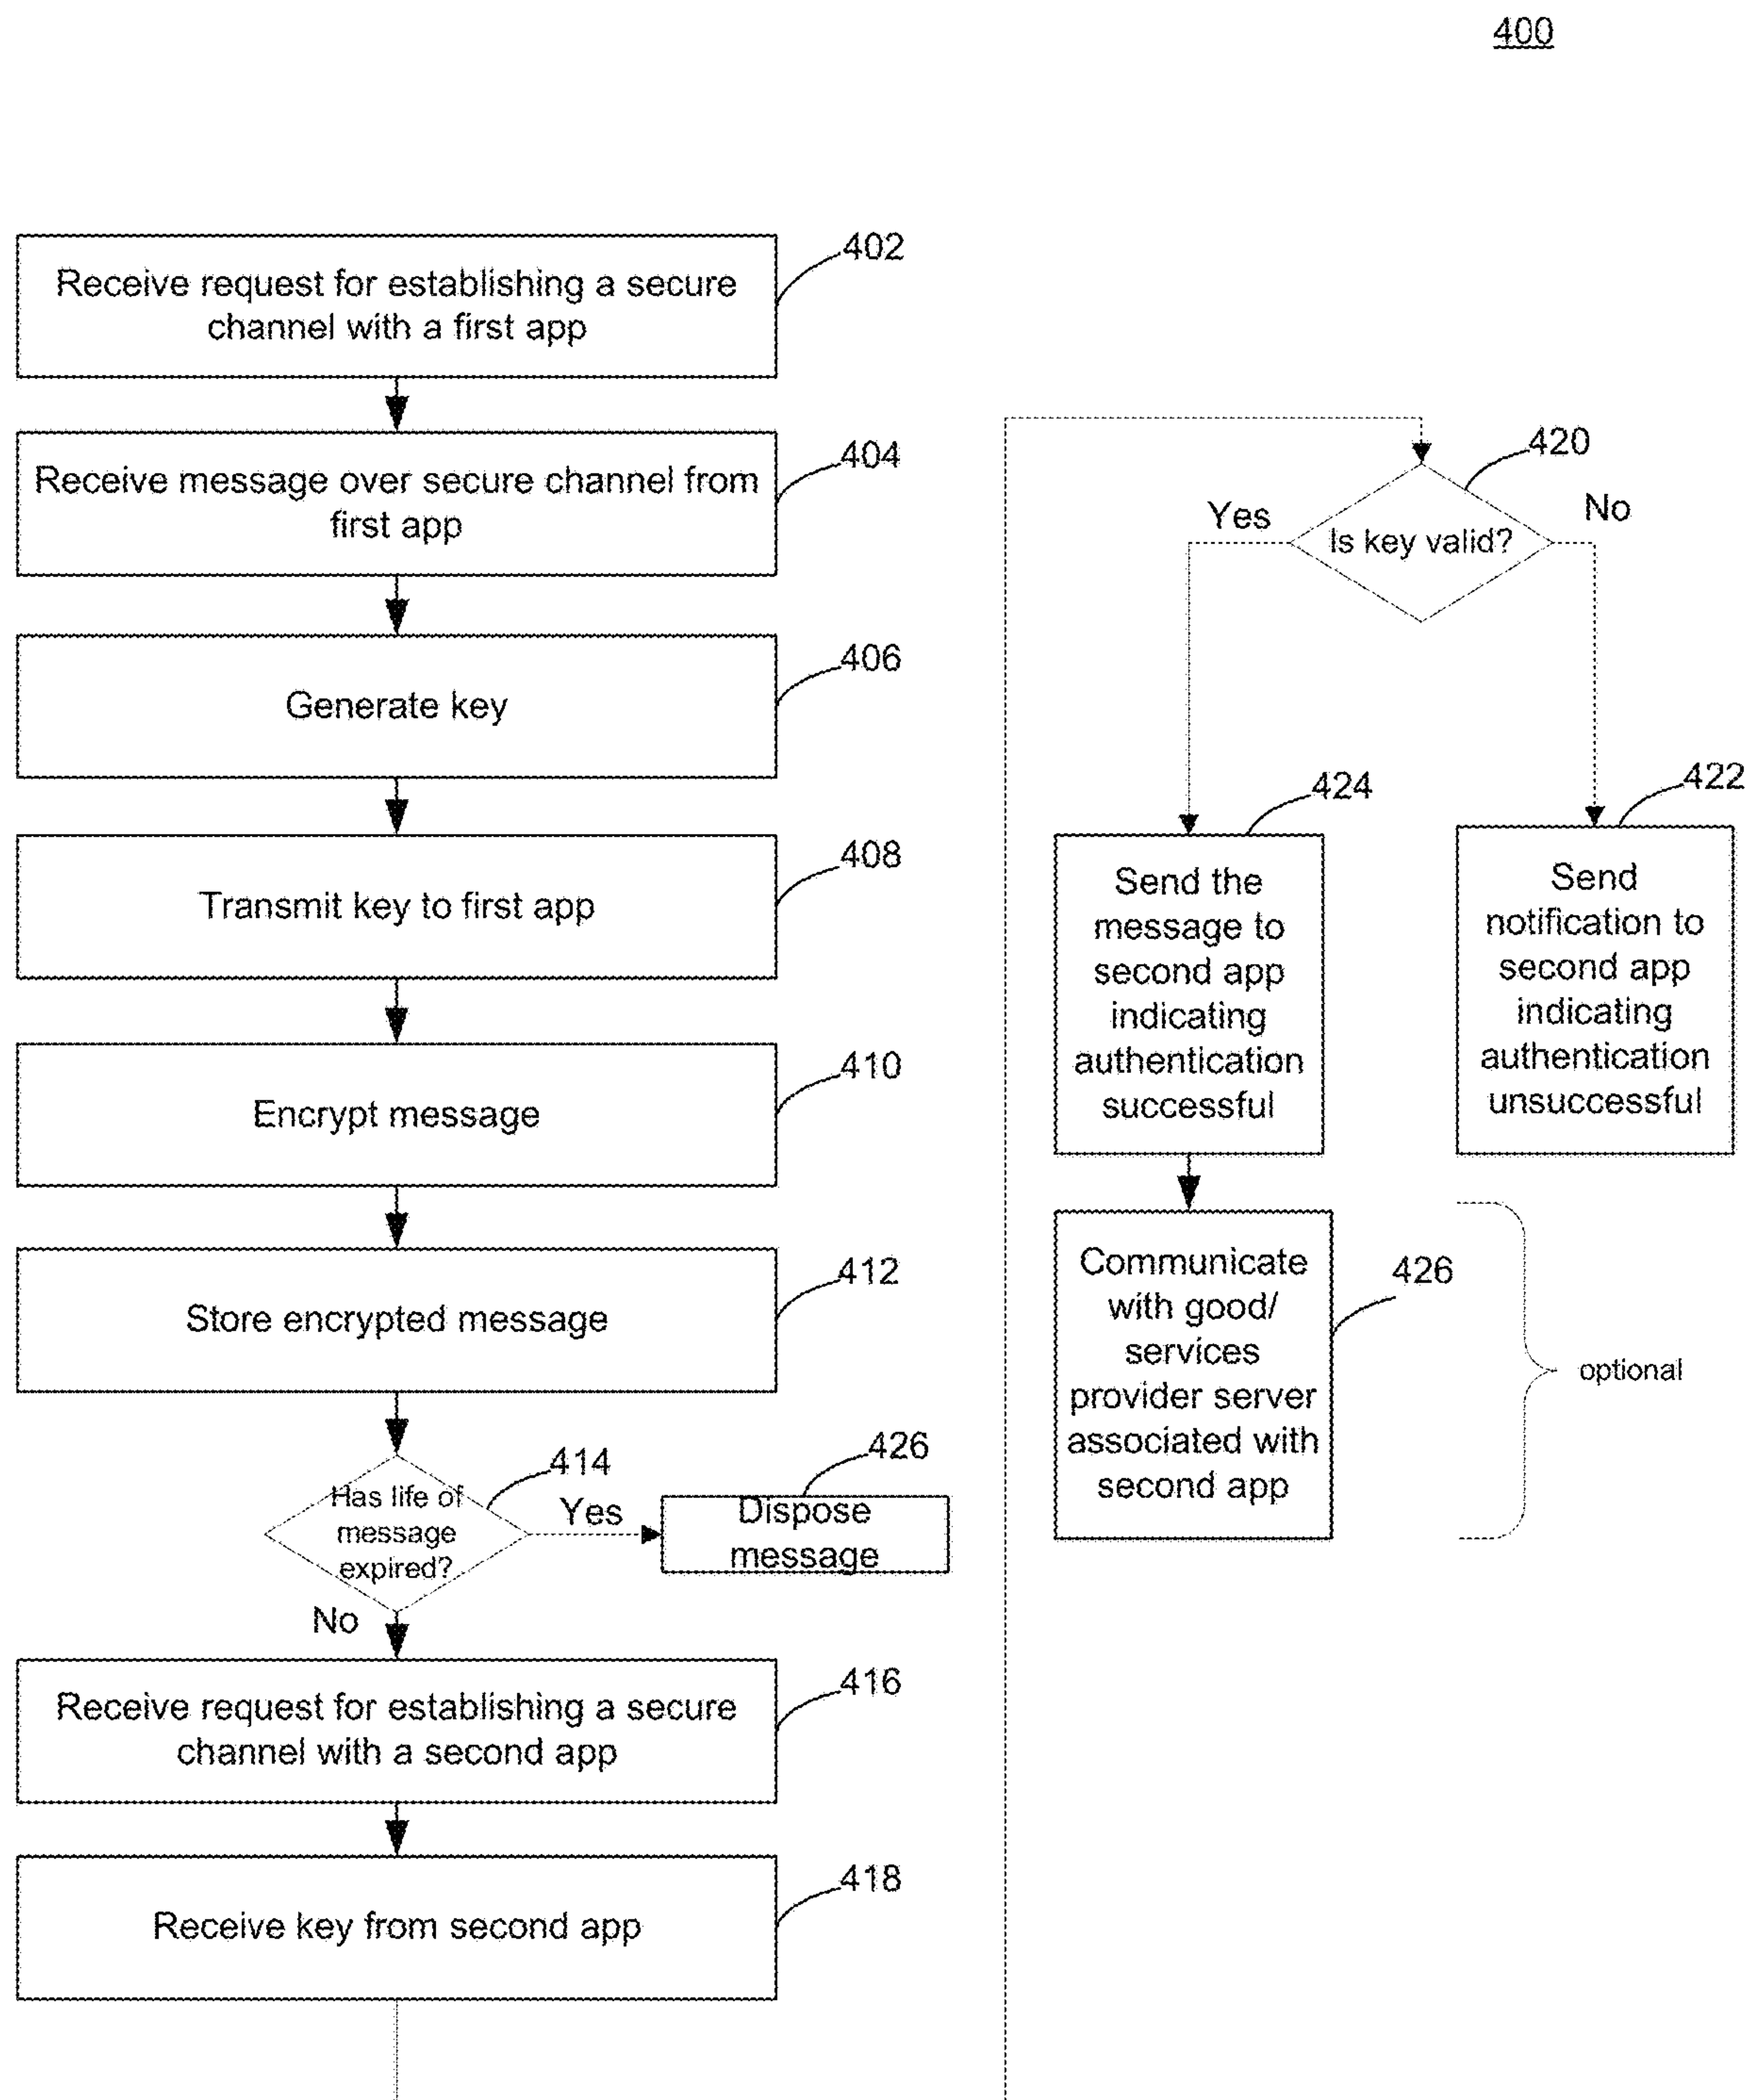 400
402
Receive request for establishing a secure
channel with a first app
404
Receive message over secure channel from
first app
406
Generate key
408
Transmit key to first app
410
Encrypt message
412
Store encrypted message
414
Has life of
message
expired?
Yes
426
Dispose
message
No
416
Receive request for establishing a secure
channel with a second app
418
Receive key from second app
420
Is key valid?
Yes
No
424
Send the
message to
second app
indicating
authentication
successful
422
Send
notification to
second app
indicating
authentication
unsuccessful
426
Communicate
with good/
services
provider server
associated with
second app
optional